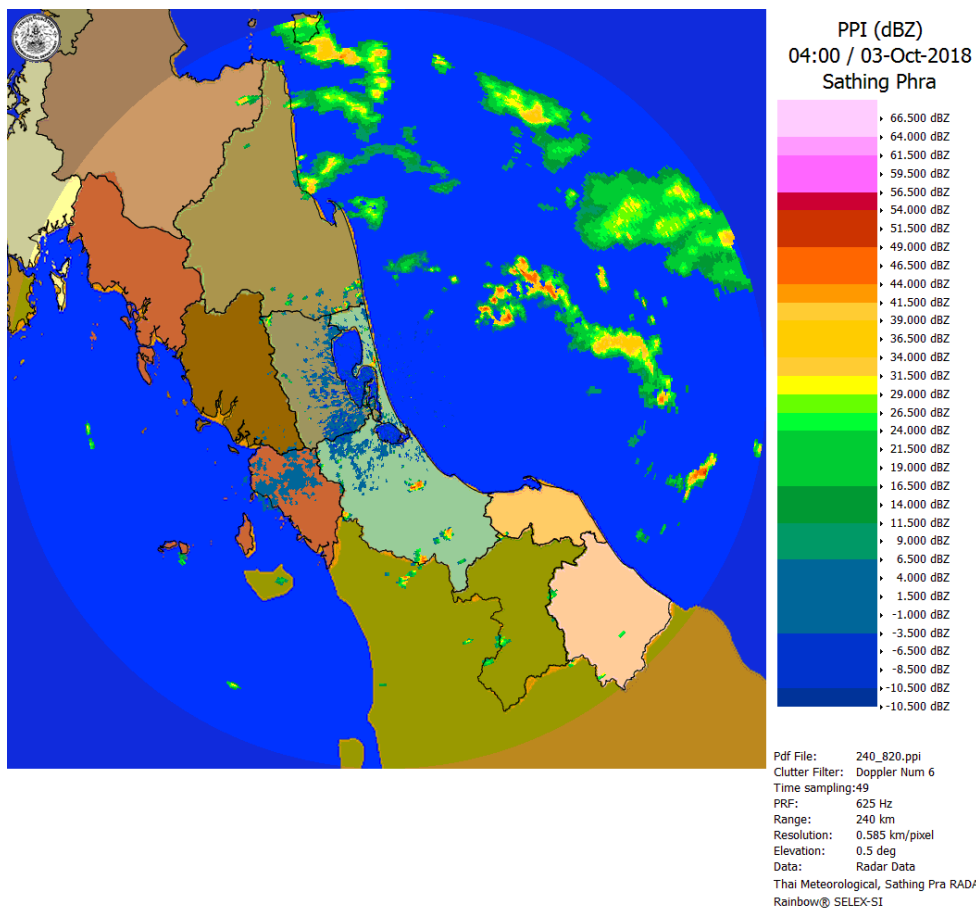 PPI (dBZ)
04:00 / 03-Oct-2018
Sathing Phra
66.500 dBZ
64.000 dBZ
61.500 dBZ
59.500 dBZ
56.500 dBZ
54.000 dBZ
51.500 dBZ
49.000 dBZ
46.500 dBZ
44.000 dBZ
41.500 dBZ
39.000 dBZ
36.500 dBZ
34.000 dBZ
31.500 dBZ
29.000 dBZ
26.500 dBZ
24.000 dBZ
21.500 dBZ
19.000 dBZ
16.500 dBZ
14.000 dBZ
11.500 dBZ
9.000 dBZ
6.500 dBZ
4.000 dBZ
1.500 dBZ
-1.000 dBZ
-3.500 dBZ
-6.500 dBZ
-8.500 dBZ
-10.500 dBZ
-10.500 dBZ
Pdf File: 240_820.ppi
Clutter Filter: Doppler Num 6
Time sampling:49
PRF: 625 Hz
Range: 240 km
Resolution: 0.585 km/pixel
Elevation: 0.5 deg
Data: Radar Data
Thai Meteorological, Sathing Pra RADA
Rainbow® SELEX-SI